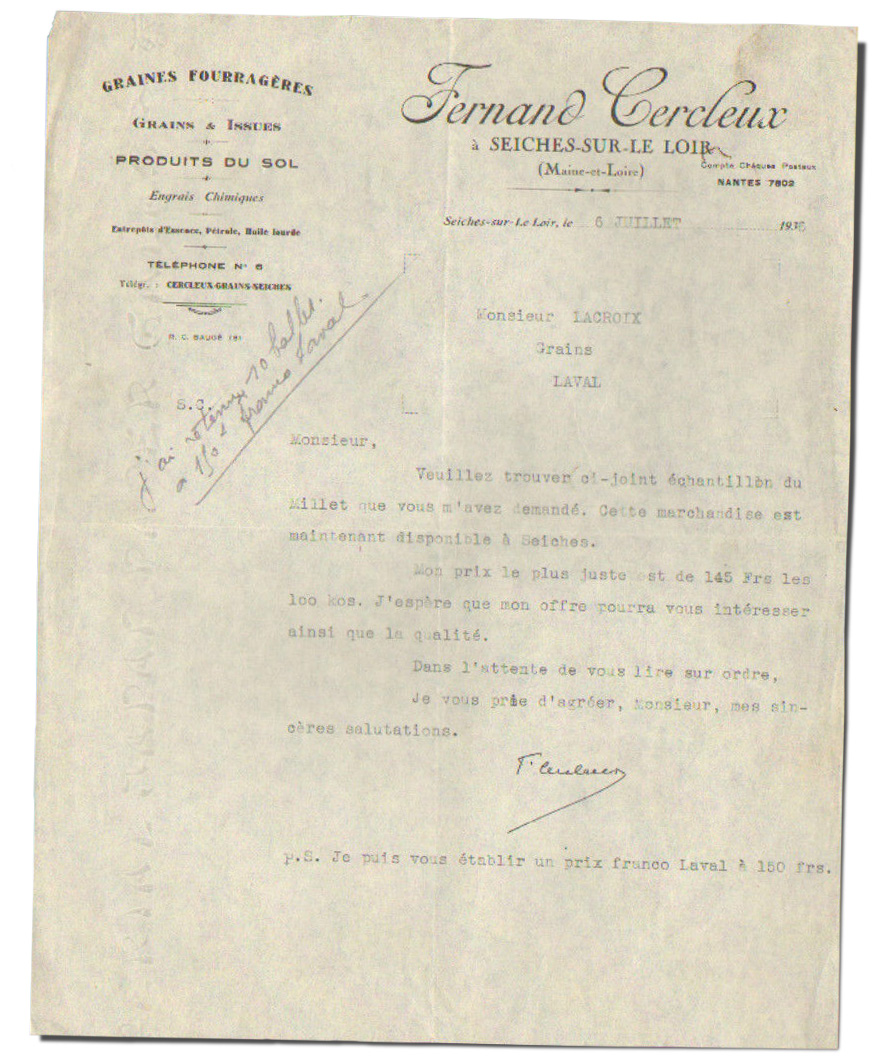 GRAINES FOURRAGÈRES
GRAINS & ISSUES
PRODUITS DU SOL
Engrais Chimiques
Entrepôts d'Essence, Pétrole, Huile lourde
TÉLÉPHONE N° 6
Télégr. : CERCLEUX-GRAINS-SEICHES
R. C. BAUGÉ (8)
Fernand Cercleux
à SEICHES-SUR-LE LOIR
(Maine-et-Loire)
Compte Chèques Postaux
NANTES 7802
Seiches-sur-Le Loir, le 6 JUILLET 193
Monsieur LACROIX
Grains
LAVAL
J'ai retenu 10 balles.
a 150 franco Laval
S.G.
Monsieur,
Veuillez trouver ci-joint échantillon du
Millet que vous m'avez demandé. Cette marchandise est
maintenant disponible à Seiches.
Mon prix le plus juste est de 145 Frs les
loo kos. J'espère que mon offre pourra vous intéresser
ainsi que la qualité.
Dans l'attente de vous lire sur ordre,
Je vous prie d'agréer, Monsieur, mes sin-
cères salutations.
p.S. Je puis vous établir un prix franco Laval à 150 frs.